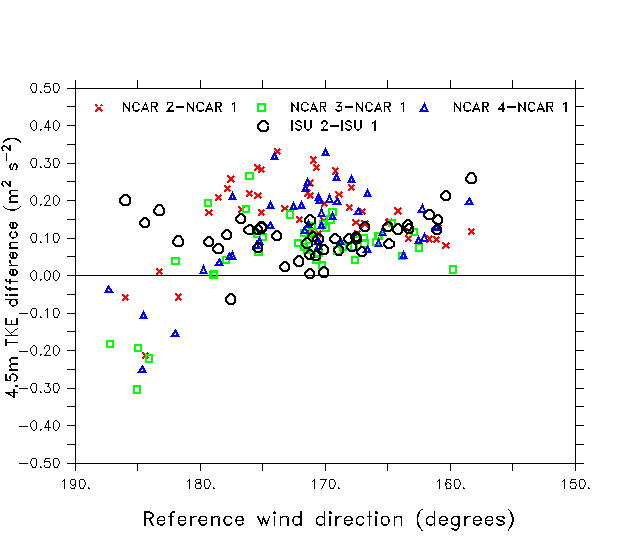 0.50
NCAR 2-NCAR 1 NCAR 3-NCAR 1 NCAR 4-NCAR 1
ISU 2-ISU 1
0.40
0.30
0.20
0.10
0.00
-0.10
-0.20
-0.30
-0.40
-0.50
4.5m TKE difference (m² s⁻²)
190. 180. 170. 160. 150.
Reference wind direction (degrees)